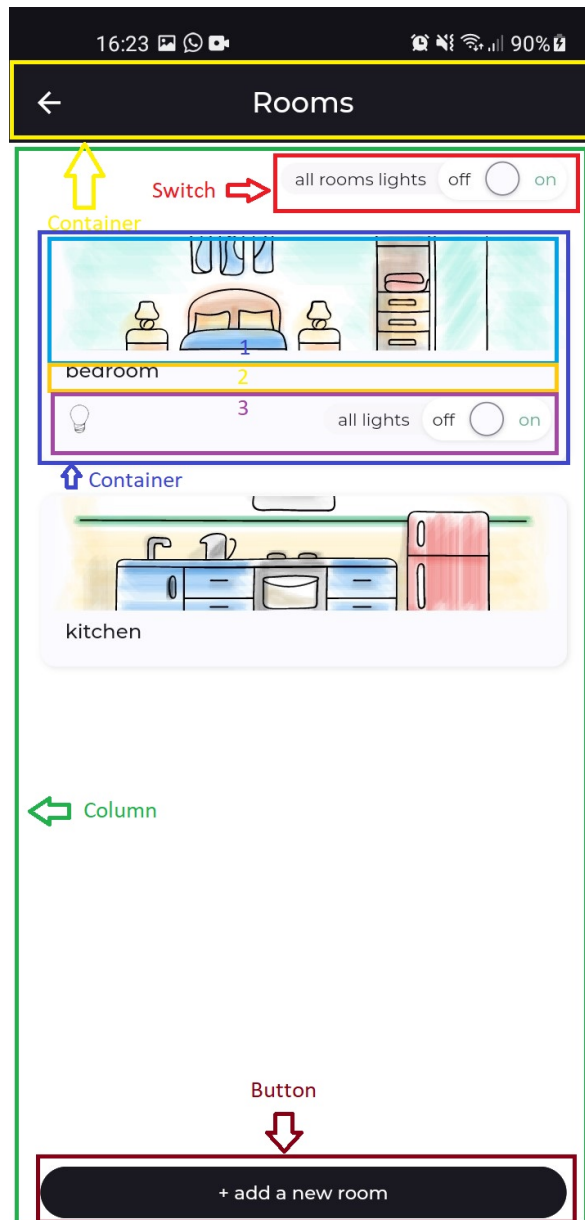 16:23 90%
Rooms
Switch all rooms lights off on
Container
1
bedroom 2
3 all lights off on
Container
kitchen
Column
Button
+ add a new room